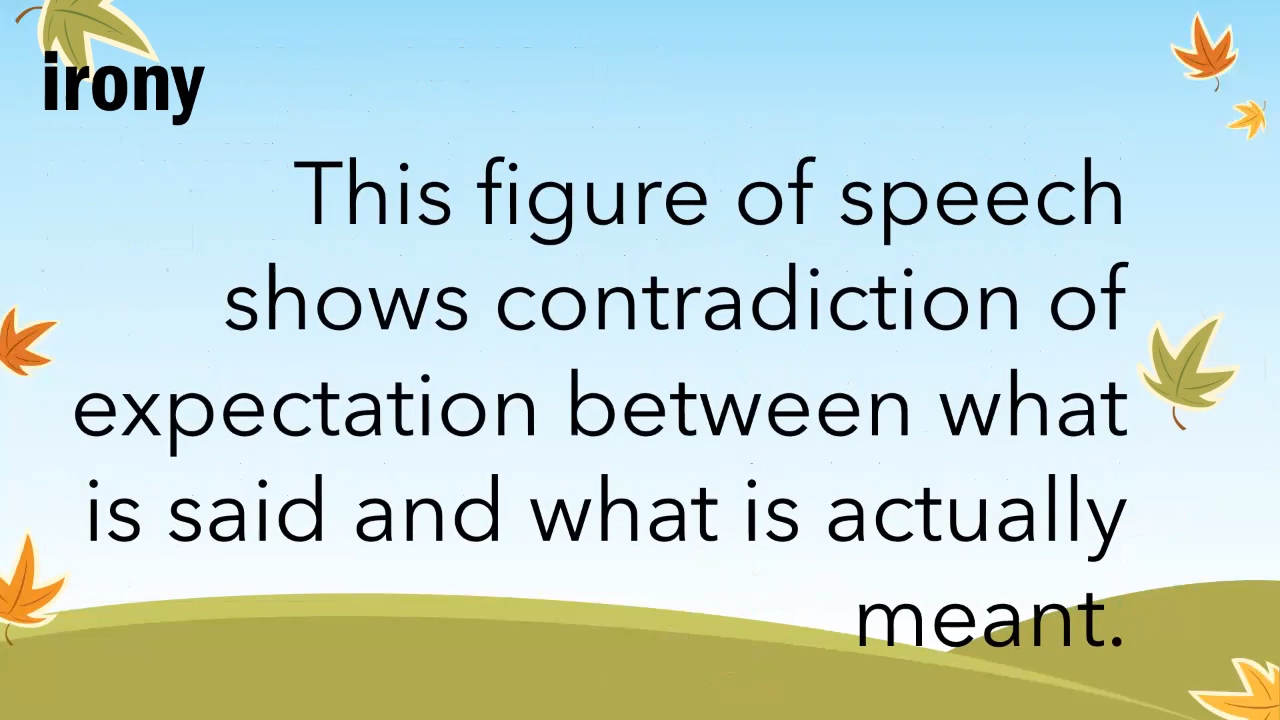 irony
This figure of speech
shows contradiction of
expectation between what
is said and what is actually
meant.